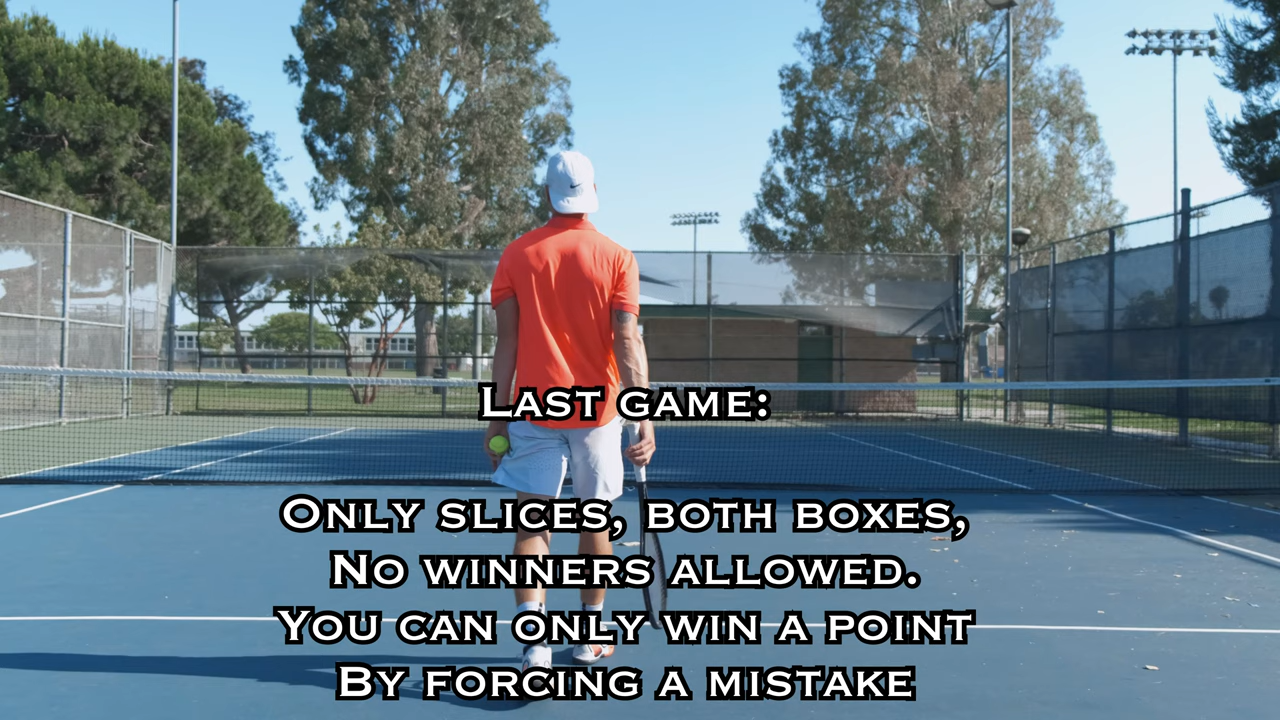 Last game:
Only slices, both boxes,
No winners allowed.
You can only win a point
By forcing a mistake